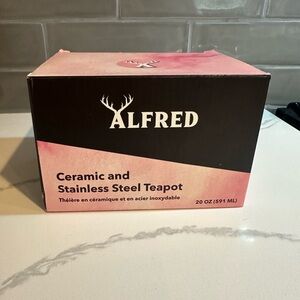 ALFRED
Ceramic and
Stainless Steel Teapot
Théière en céramique et en acier inoxydable
20 OZ (591 ML)